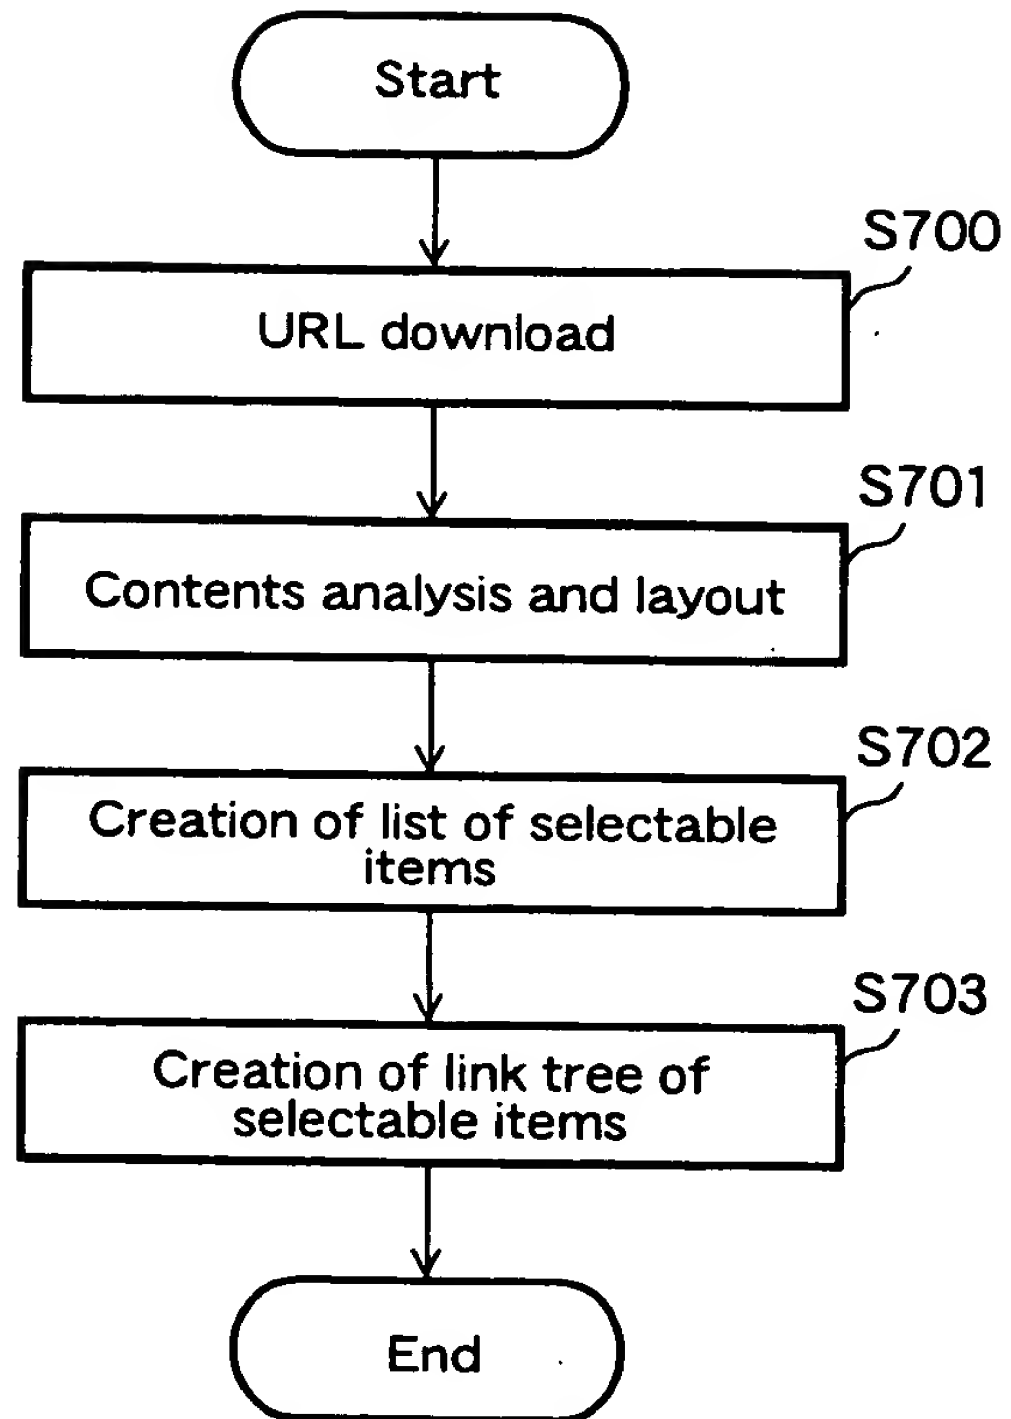 Start
S700
URL download
S701
Contents analysis and layout
S702
Creation of list of selectable
items
S703
Creation of link tree of
selectable items
End